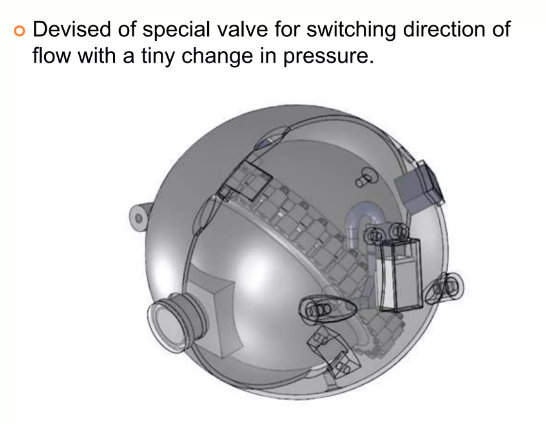 Devised of special valve for switching direction of
flow with a tiny change in pressure.